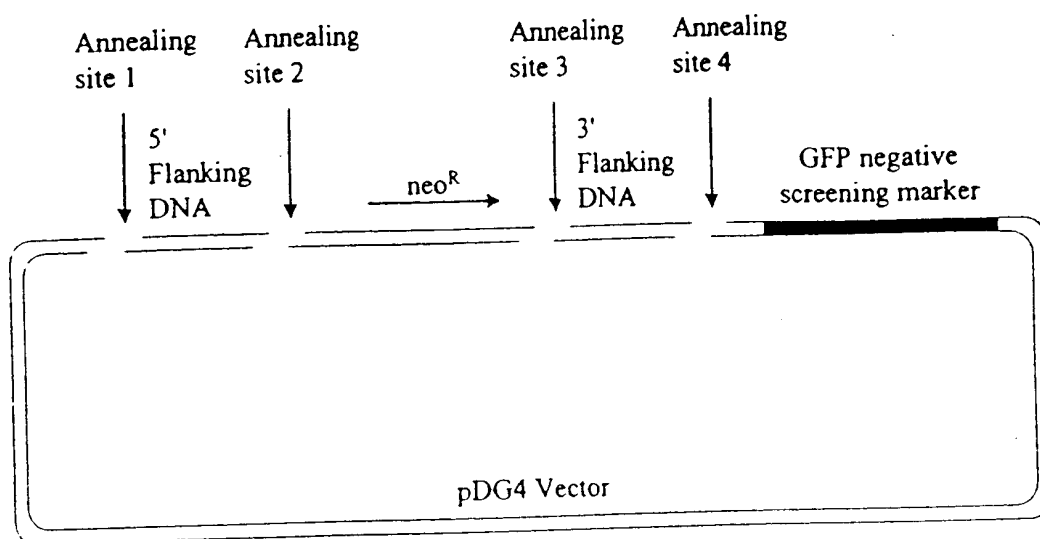 Annealing
site 1
Annealing
site 2
Annealing
site 3
Annealing
site 4
5'
Flanking
DNA
neoR
3'
Flanking
DNA
GFP negative
screening marker
pDG4 Vector